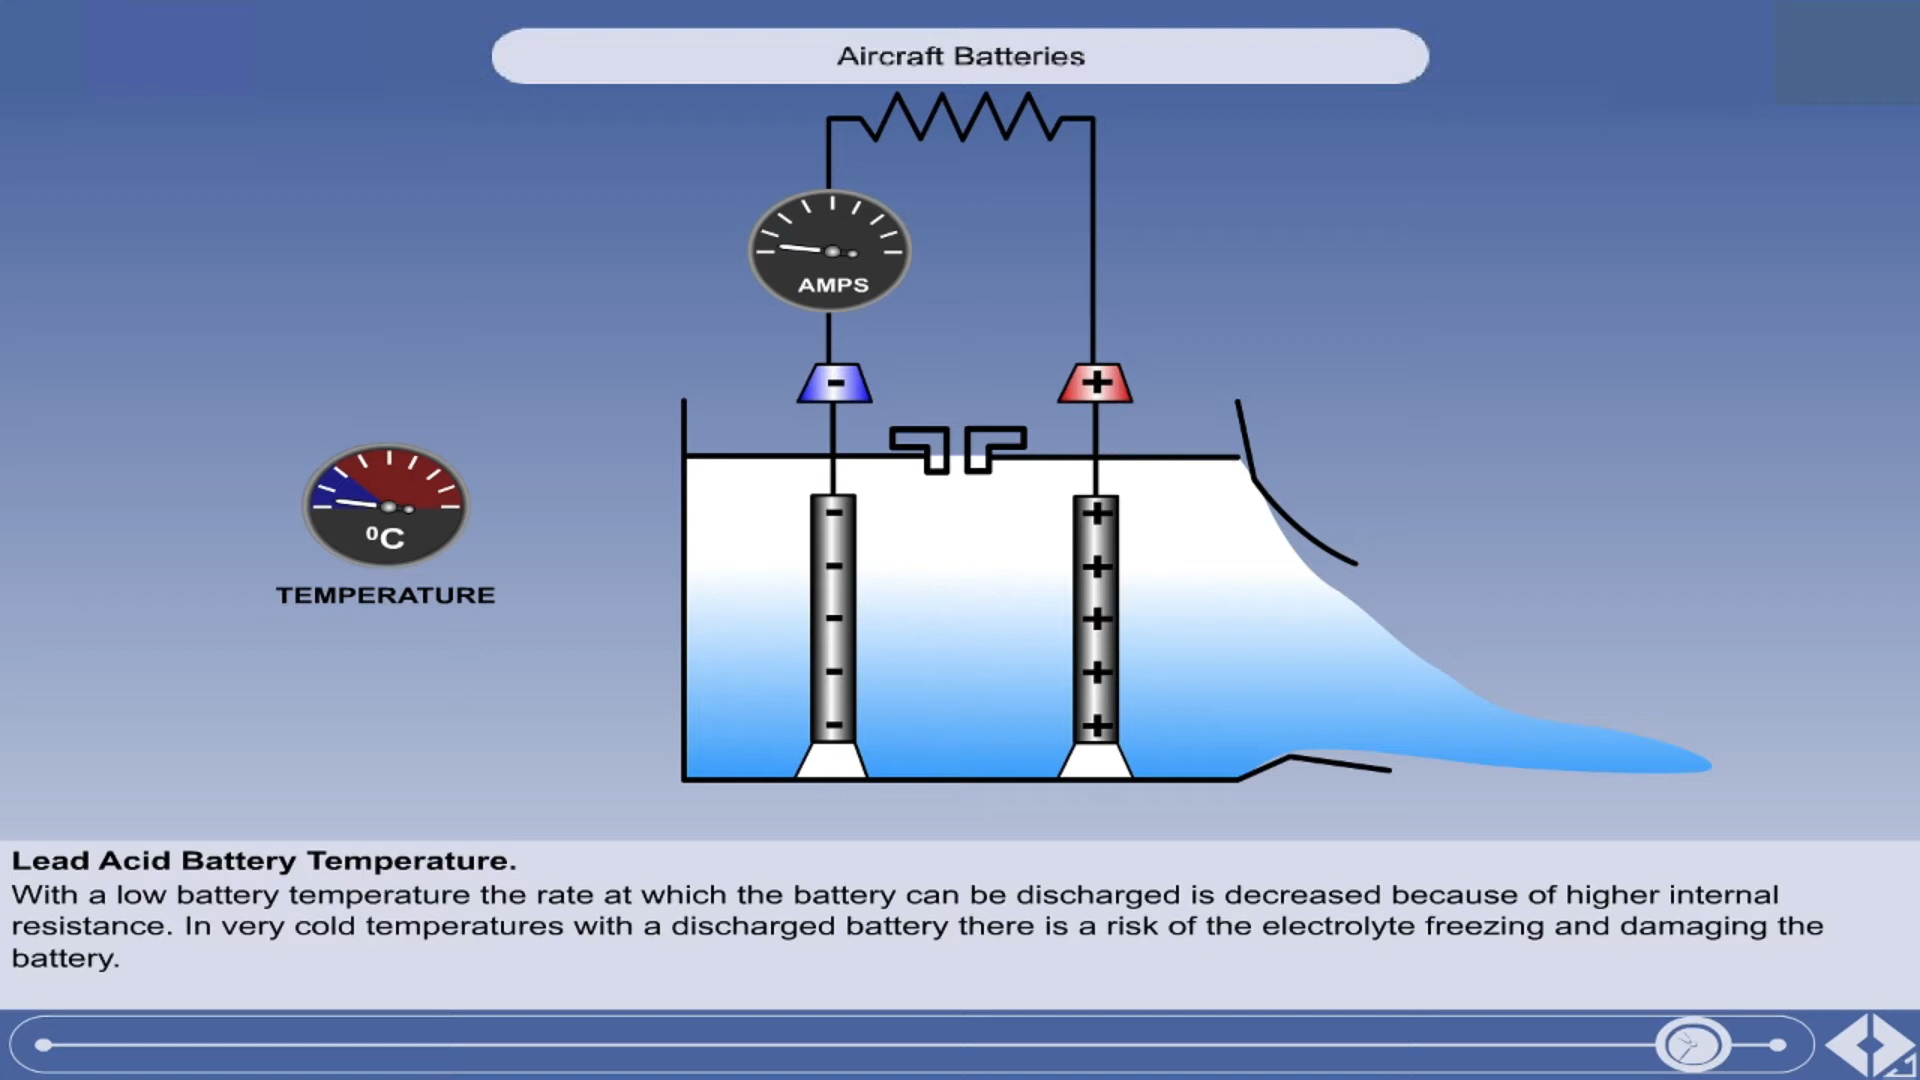 Aircraft Batteries
AMPS
-
+
⁰C
TEMPERATURE
- +
- +
- +
- +
- +
Lead Acid Battery Temperature.
With a low battery temperature the rate at which the battery can be discharged is decreased because of higher internal
resistance. In very cold temperatures with a discharged battery there is a risk of the electrolyte freezing and damaging the
battery.